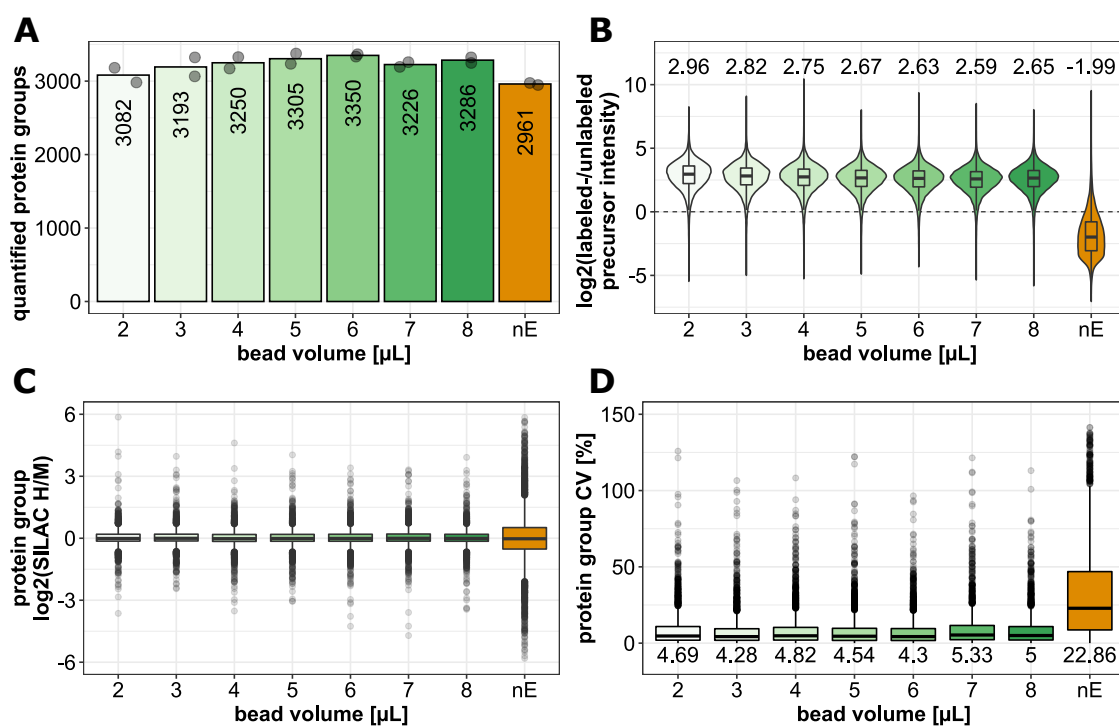 A
quantified protein groups
3000
2000
1000
0
3082
3193
3250
3305
3350
3226
3286
2961
2 3 4 5 6 7 8 nE
bead volume [µL]
B
log2(labeled-/unlabeled
precursor intensity)
2.96 2.82 2.75 2.67 2.63 2.59 2.65 -1.99
10
5
0
-5
2 3 4 5 6 7 8 nE
bead volume [µL]
C
protein group
log2(SILAC H/M)
6
3
0
-3
-6
2 3 4 5 6 7 8 nE
bead volume [µL]
D
protein group CV [%]
150
100
50
0
4.69 4.28 4.82 4.54 4.3 5.33 5 22.86
2 3 4 5 6 7 8 nE
bead volume [µL]